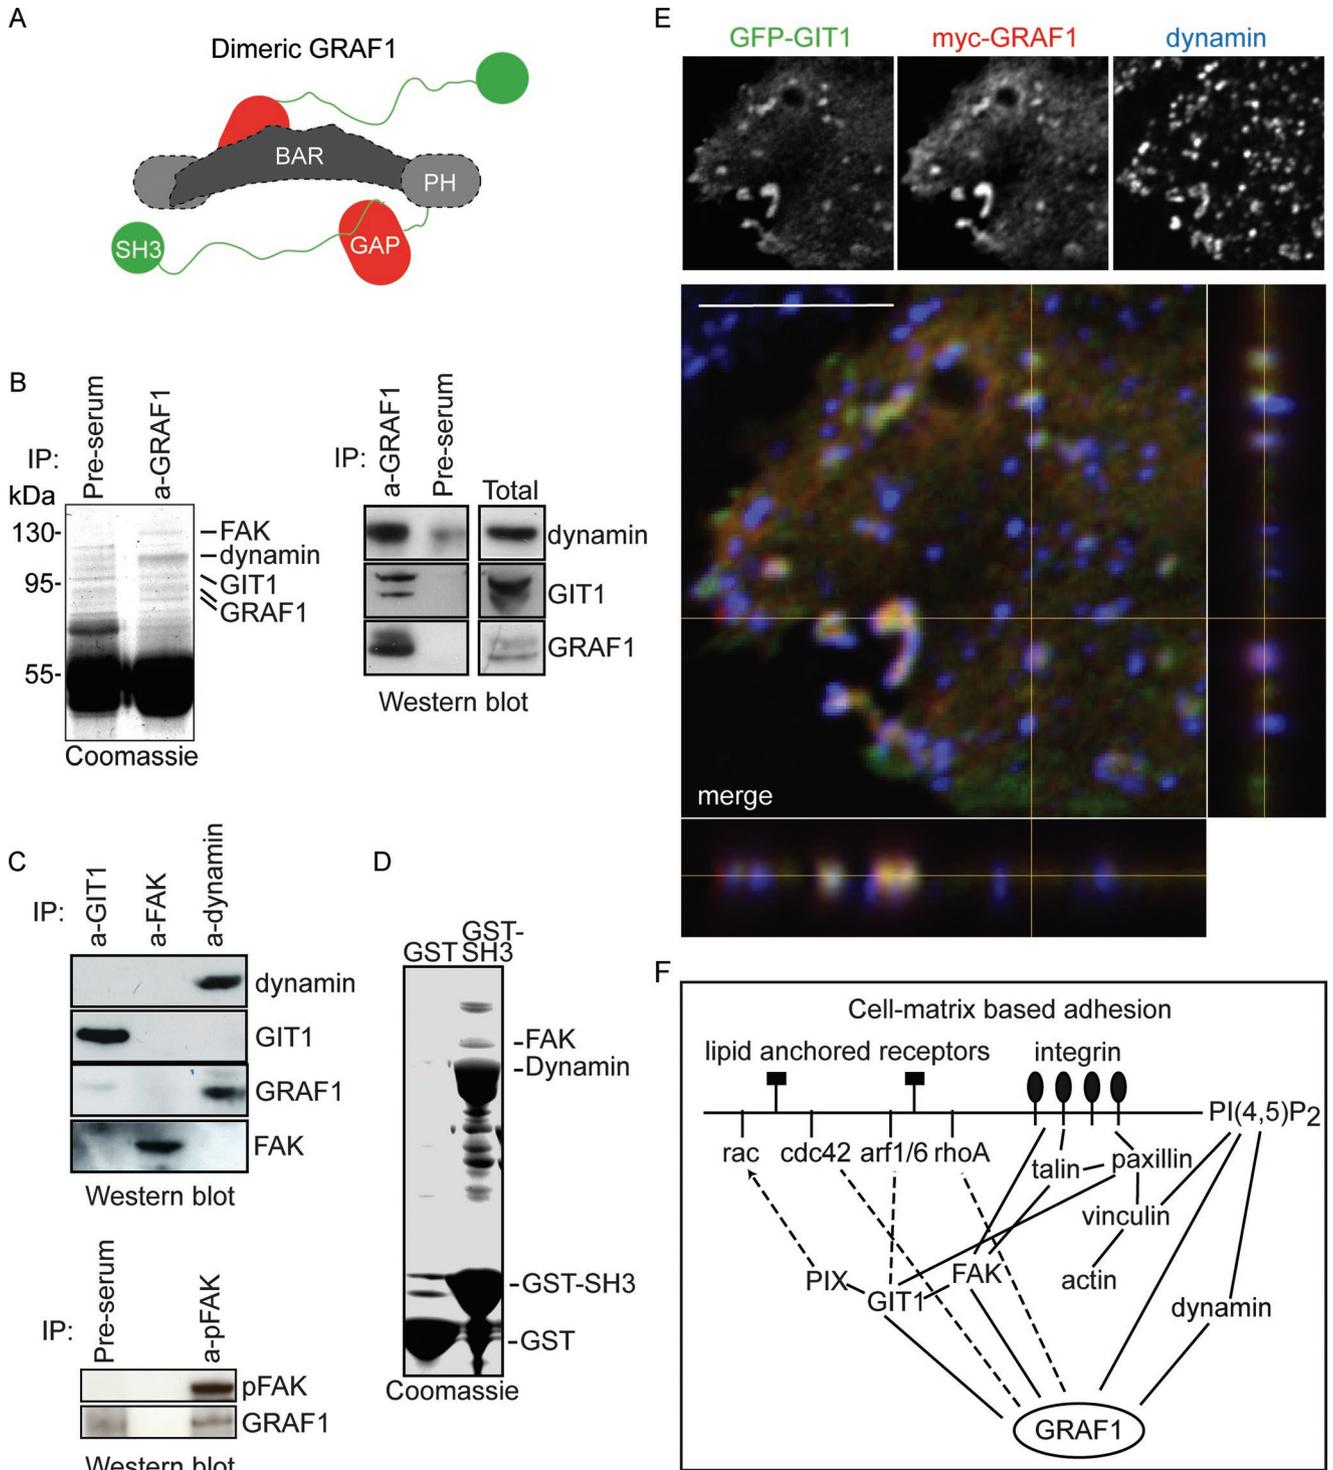 A
Dimeric GRAF1
BAR
PH
SH3
GAP
B
IP:
Pre-serum
a-GRAF1
kDa
130-
95-
55-
FAK
dynamin
GIT1
GRAF1
Coomassie
IP:
a-GRAF1
Pre-serum
Total
dynamin
GIT1
GRAF1
Western blot
C
IP:
a-GIT1
a-FAK
a-dynamin
dynamin
GIT1
GRAF1
FAK
Western blot
IP:
Pre-serum
a-pFAK
pFAK
GRAF1
Western blot
D
GST
GST-
SH3
-FAK
-Dynamin
-GST-SH3
-GST
Coomassie
E
GFP-GIT1
myc-GRAF1
dynamin
merge
F
Cell-matrix based adhesion
lipid anchored receptors
integrin
PI(4,5)P2
rac
cdc42
arf1/6
rhoA
talin
paxillin
vinculin
actin
PIX
GIT1
FAK
dynamin
GRAF1